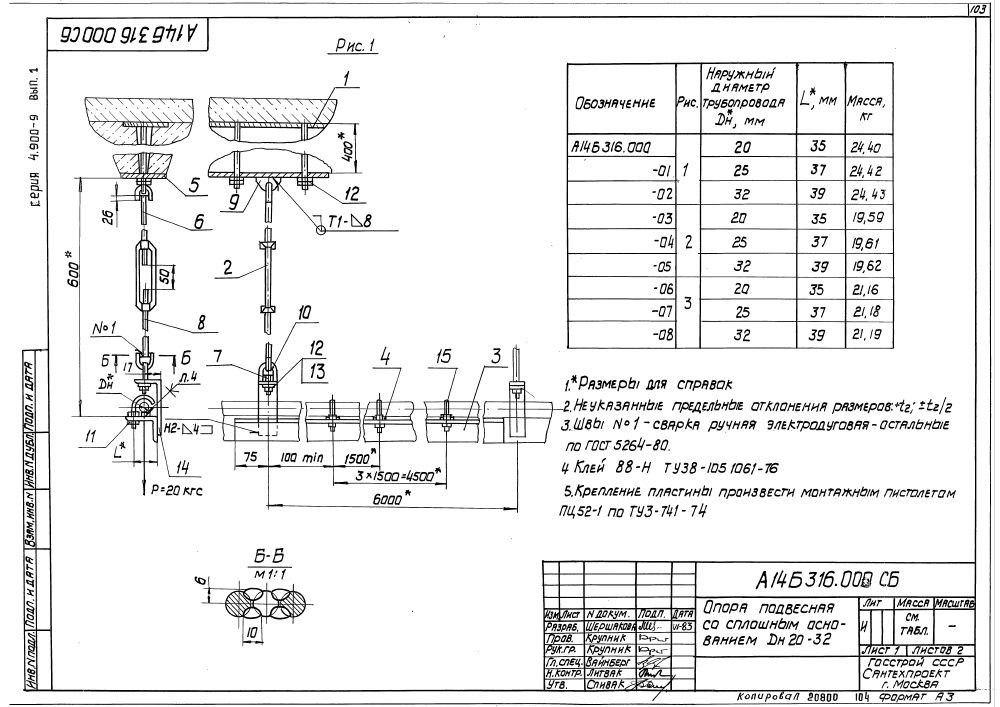 103
А14Б 316 000 СБ
Серия 4.900-9 Вып. 1
Рис. 1
1
400*
5
9
12
26
6
Т1-⊿8
600*
50
2
8
№1
10
Б Б
7
12
4
15
3
17
13
Dн*
л.4
11
Н2-⊿4
L*
14
75
100 min
1500*
3×1500=4500*
6000*
Р=20 кгс
Б-Б
М 1:1
6
10
Обозначение Рис. Наружный диаметр трубопровода Dн*, мм L*, мм Масса, кг
А14Б316.000 20 35 24,40
-01 1 25 37 24,42
-02 32 39 24,43
-03 20 35 19,59
-04 2 25 37 19,61
-05 32 39 19,62
-06 20 35 21,16
-07 3 25 37 21,18
-08 32 39 21,19
1.*Размеры для справок
2. Неуказанные предельные отклонения размеров: +t₂; ±t₂/2
3. Швы №1-сварка ручная электродуговая-остальные
по ГОСТ 5264-80.
4 Клей 88-Н ТУ38-105 1061-76
5. Крепление пластины произвести монтажным пистолетом
ПЦ,52-1 по ТУ3-741-74
А14Б316.000 СБ
Опора подвесная
со сплошным осно-
ванием Dн 20-32
Лит Масса Масштаб
И см. табл. –
Лист 1 Листов 2
Госстрой СССР
Сантехпроект
г. Москва
Изм. Лист N докум. Подп. Дата
Разраб. Шершакова VI-83
Пров. Крупник
Рук.гр. Крупник
Гл.спец. Вайнберг
Н.контр. Литвак
Утв. Спивак
Инв.N подл. Подп. и дата Взам.инв.N Инв.N дубл. Подп. и дата
Копировал 20800 104 Формат А3